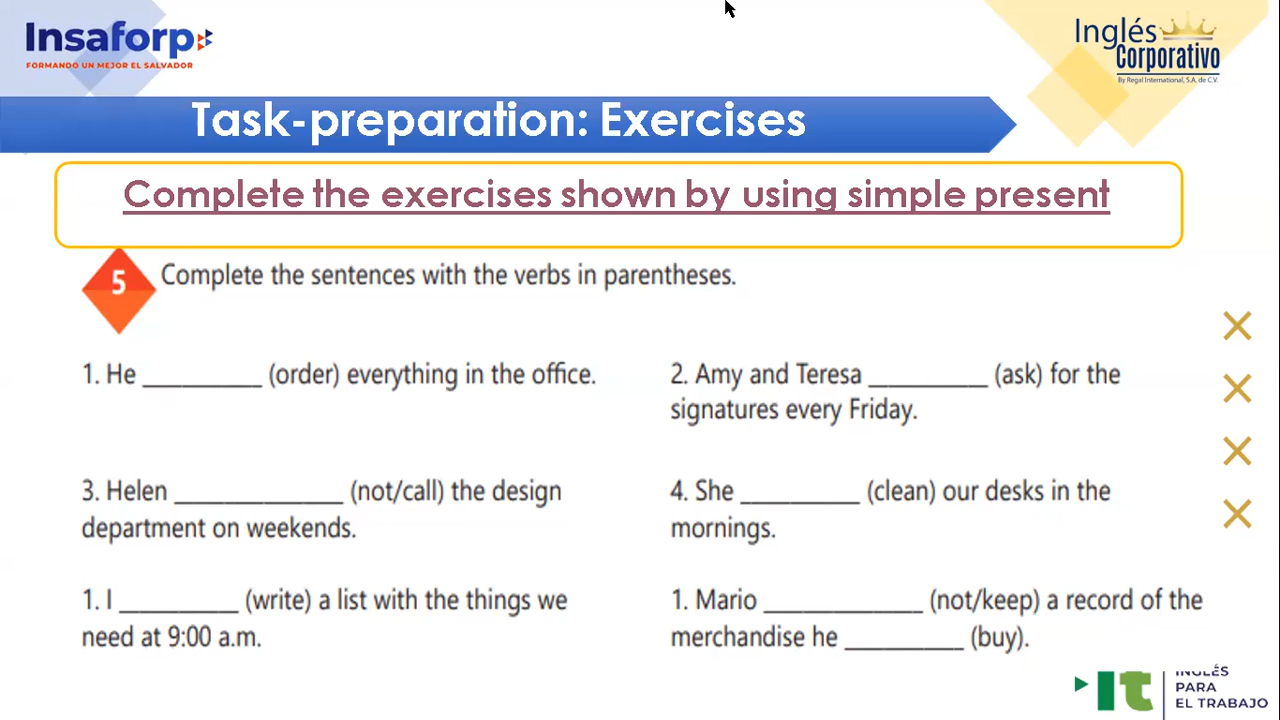 Insaforp
FORMANDO UN MEJOR EL SALVADOR
Inglés
Corporativo
By Regal International, S.A. de C.V.
Task-preparation: Exercises
Complete the exercises shown by using simple present
5 Complete the sentences with the verbs in parentheses.
1. He __________ (order) everything in the office.
2. Amy and Teresa __________ (ask) for the
signatures every Friday.
3. Helen ______________ (not/call) the design
department on weekends.
4. She __________ (clean) our desks in the
mornings.
1. I __________ (write) a list with the things we
need at 9:00 a.m.
1. Mario _____________ (not/keep) a record of the
merchandise he __________ (buy).
It
INGLÉS
PARA
EL TRABAJO